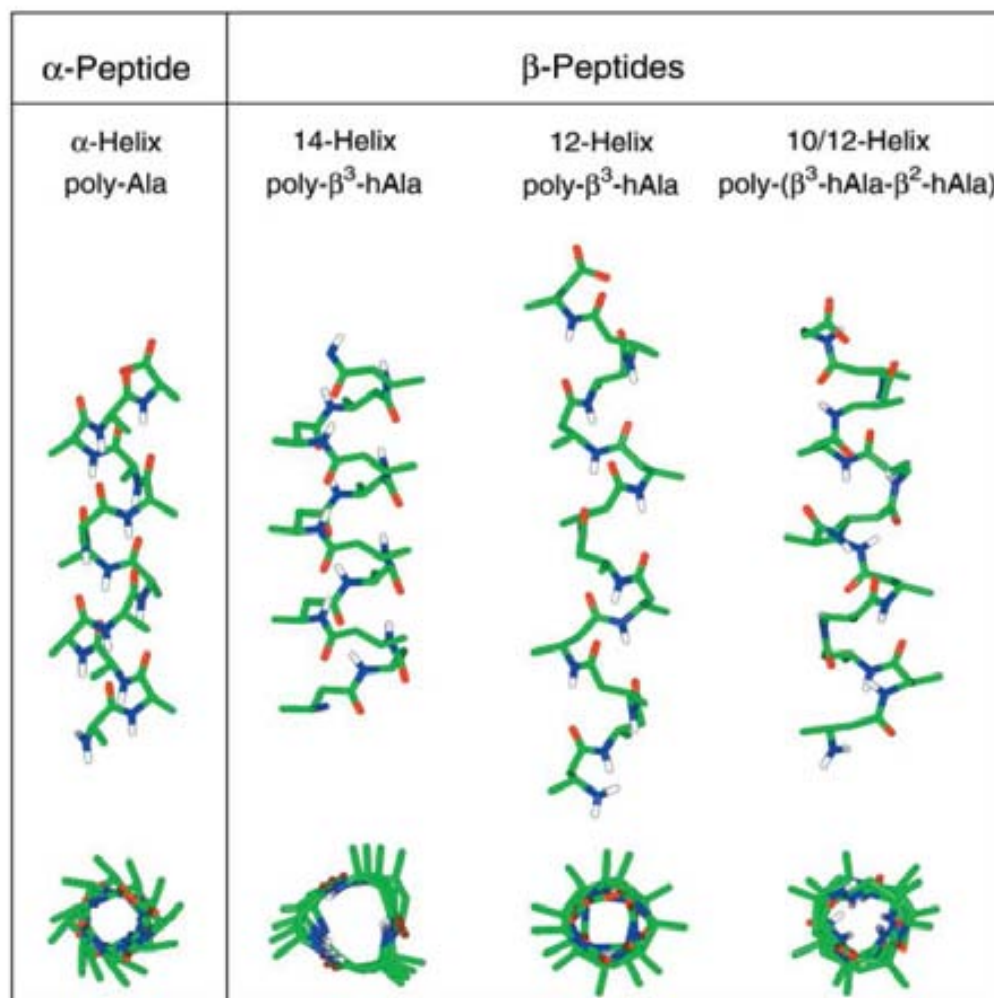 α-Peptide
β-Peptides
α-Helix
poly-Ala
14-Helix
poly-β³-hAla
12-Helix
poly-β³-hAla
10/12-Helix
poly-(β³-hAla-β²-hAla)